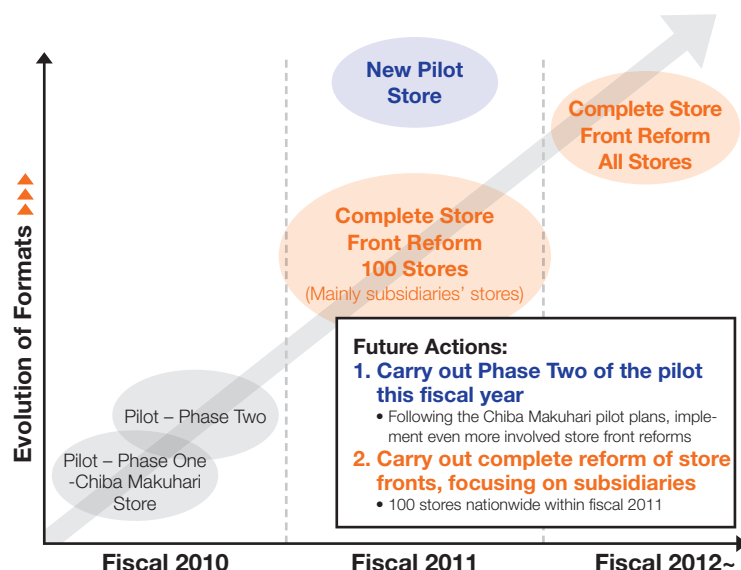 Evolution of Formats
New Pilot
Store
Complete Store
Front Reform
All Stores
Complete Store
Front Reform
100 Stores
(Mainly subsidiaries’ stores)
Pilot – Phase Two
Pilot – Phase One
-Chiba Makuhari
Store
Future Actions:
1. Carry out Phase Two of the pilot
this fiscal year
• Following the Chiba Makuhari pilot plans, imple-
ment even more involved store front reforms
2. Carry out complete reform of store
fronts, focusing on subsidiaries
• 100 stores nationwide within fiscal 2011
Fiscal 2010
Fiscal 2011
Fiscal 2012~